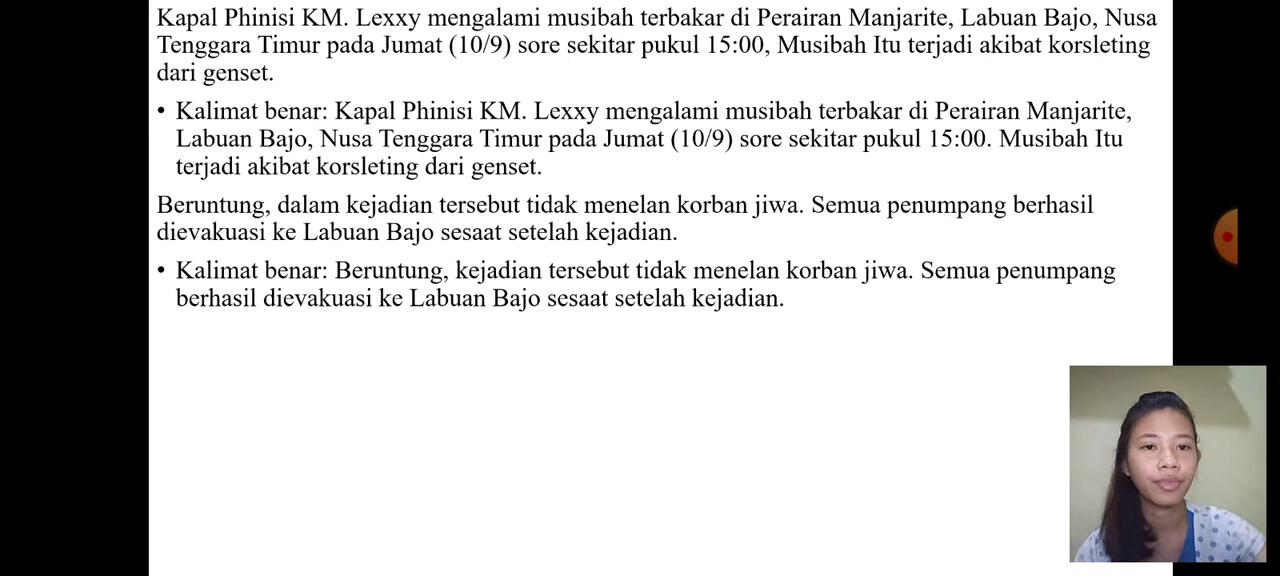 Kapal Phinisi KM. Lexxy mengalami musibah terbakar di Perairan Manjarite, Labuan Bajo, Nusa
Tenggara Timur pada Jumat (10/9) sore sekitar pukul 15:00, Musibah Itu terjadi akibat korsleting
dari genset.
• Kalimat benar: Kapal Phinisi KM. Lexxy mengalami musibah terbakar di Perairan Manjarite,
Labuan Bajo, Nusa Tenggara Timur pada Jumat (10/9) sore sekitar pukul 15:00. Musibah Itu
terjadi akibat korsleting dari genset.
Beruntung, dalam kejadian tersebut tidak menelan korban jiwa. Semua penumpang berhasil
dievakuasi ke Labuan Bajo sesaat setelah kejadian.
• Kalimat benar: Beruntung, kejadian tersebut tidak menelan korban jiwa. Semua penumpang
berhasil dievakuasi ke Labuan Bajo sesaat setelah kejadian.